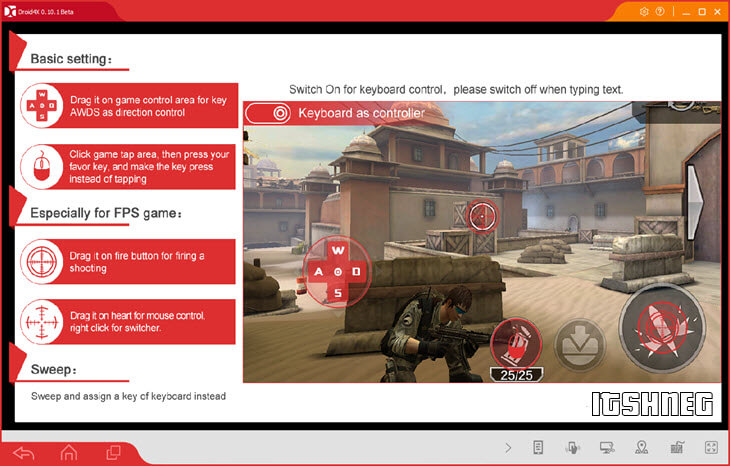 Droid4X 0.10.1 Beta
Basic setting:
Drag it on game control area for key
AWDS as direction control
Click game tap area, then press your
favor key, and make the key press
instead of tapping
Especially for FPS game:
Drag it on fire button for firing a
shooting
Drag it on heart for mouse control,
right click for switcher.
Sweep:
Sweep and assign a key of keyboard instead
Switch On for keyboard control, please switch off when typing text.
Keyboard as controller
W
A D
S
W
A D
S
25/25
ITSHNEG